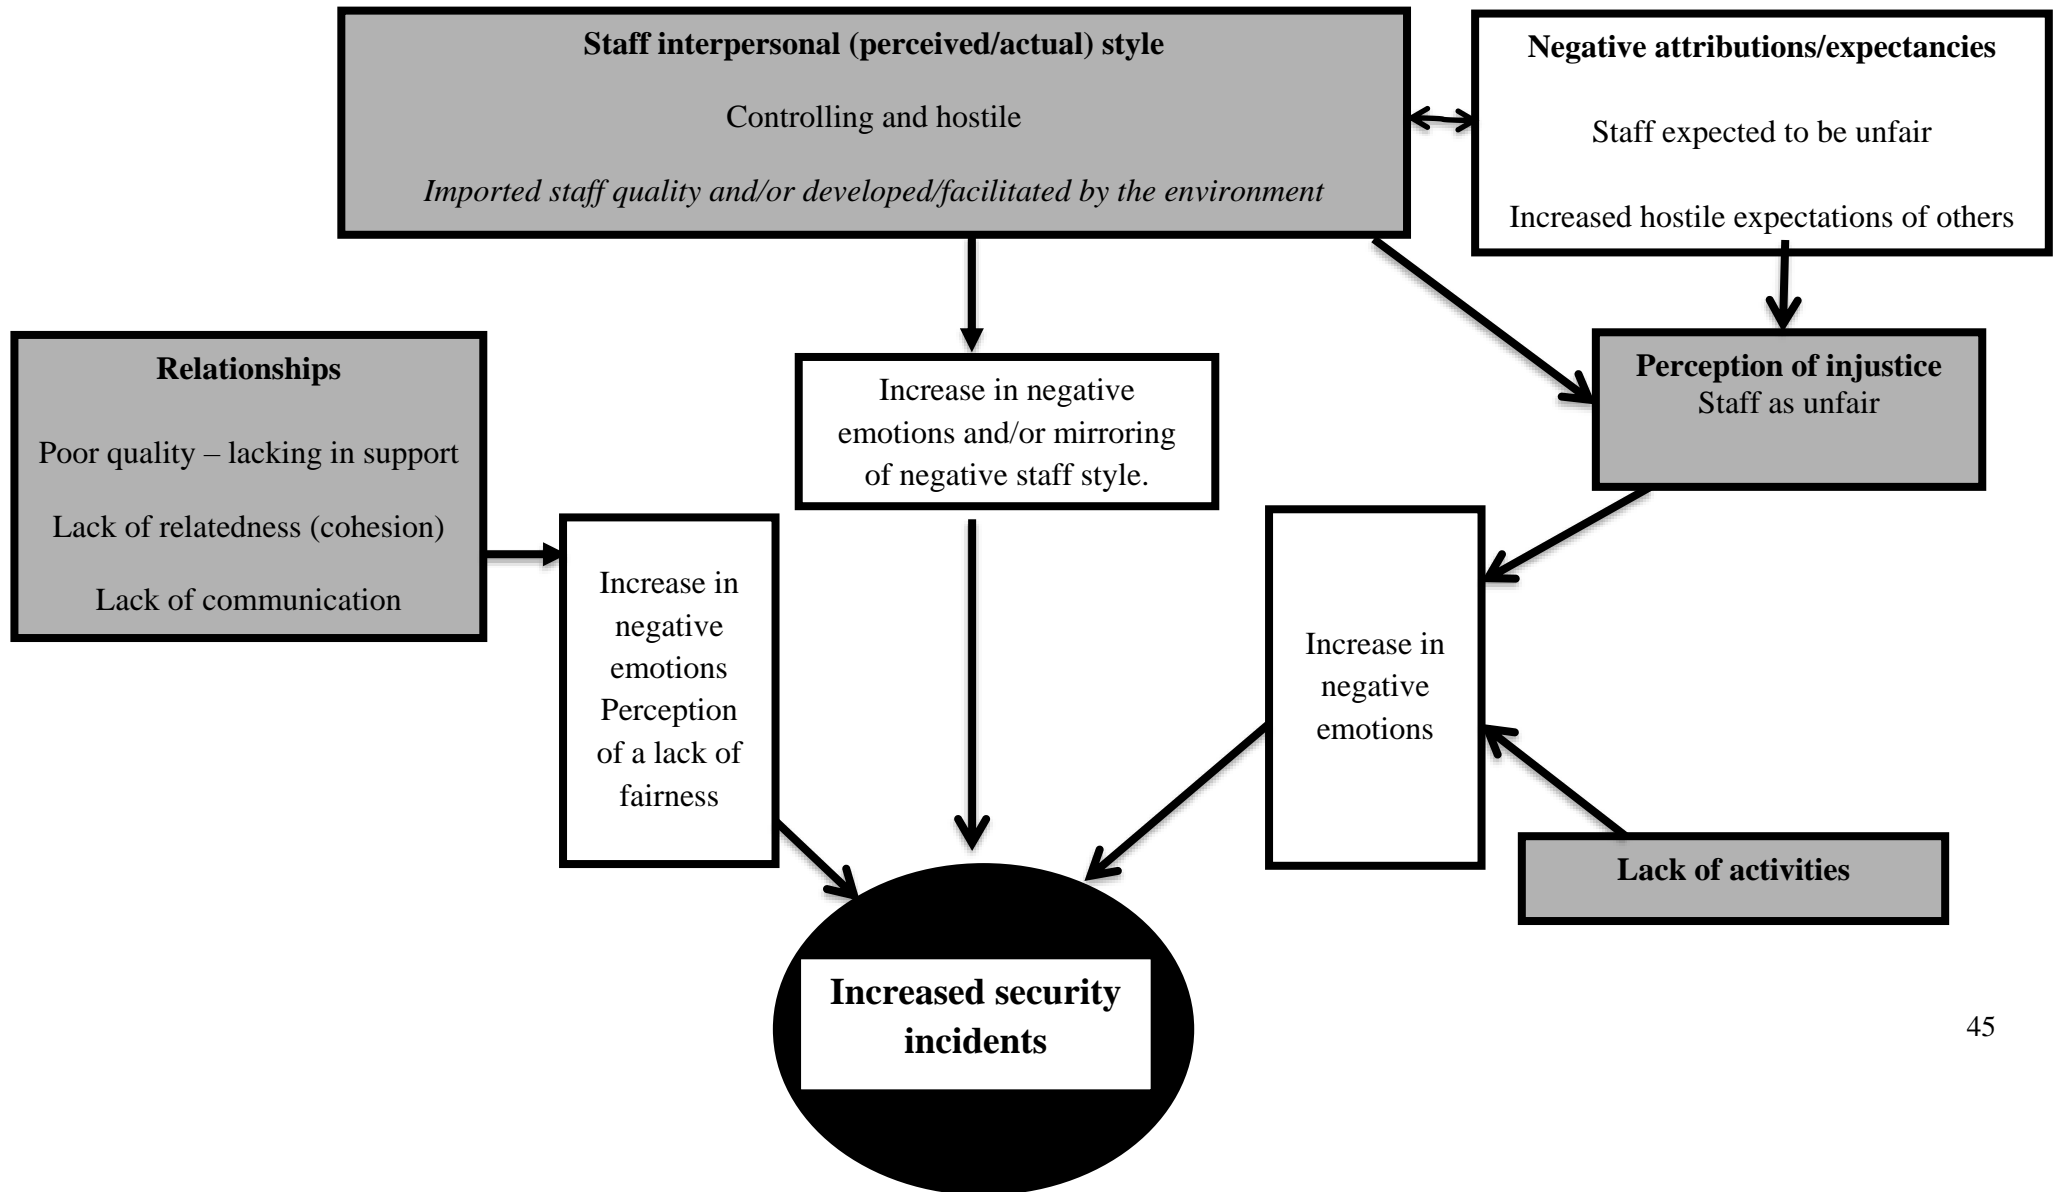 Staff interpersonal (perceived/actual) style
Controlling and hostile
Imported staff quality and/or developed/facilitated by the environment
Negative attributions/expectancies
Staff expected to be unfair
Increased hostile expectations of others
Relationships
Poor quality – lacking in support
Lack of relatedness (cohesion)
Lack of communication
Increase in negative
emotions and/or mirroring
of negative staff style.
Perception of injustice
Staff as unfair
Increase in
negative
emotions
Perception
of a lack of
fairness
Increase in
negative
emotions
Lack of activities
Increased security
incidents
45